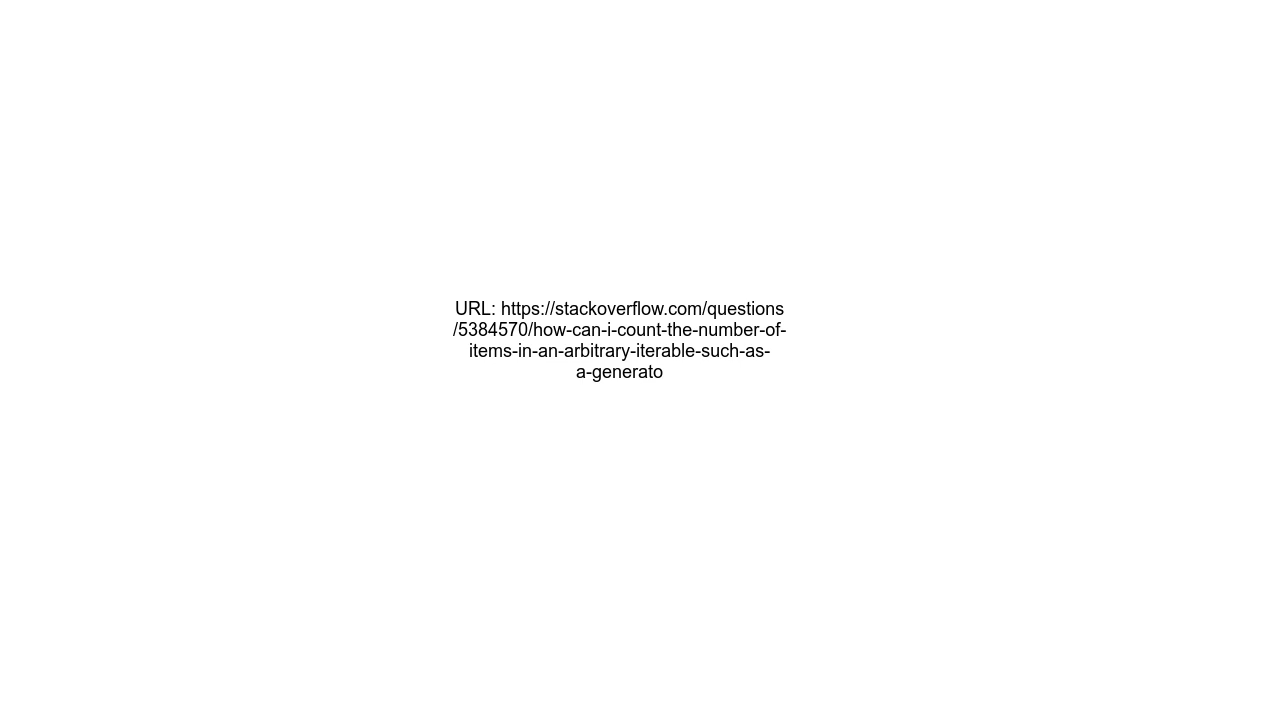 URL: https://stackoverflow.com/questions
/5384570/how-can-i-count-the-number-of-
items-in-an-arbitrary-iterable-such-as-
a-generato